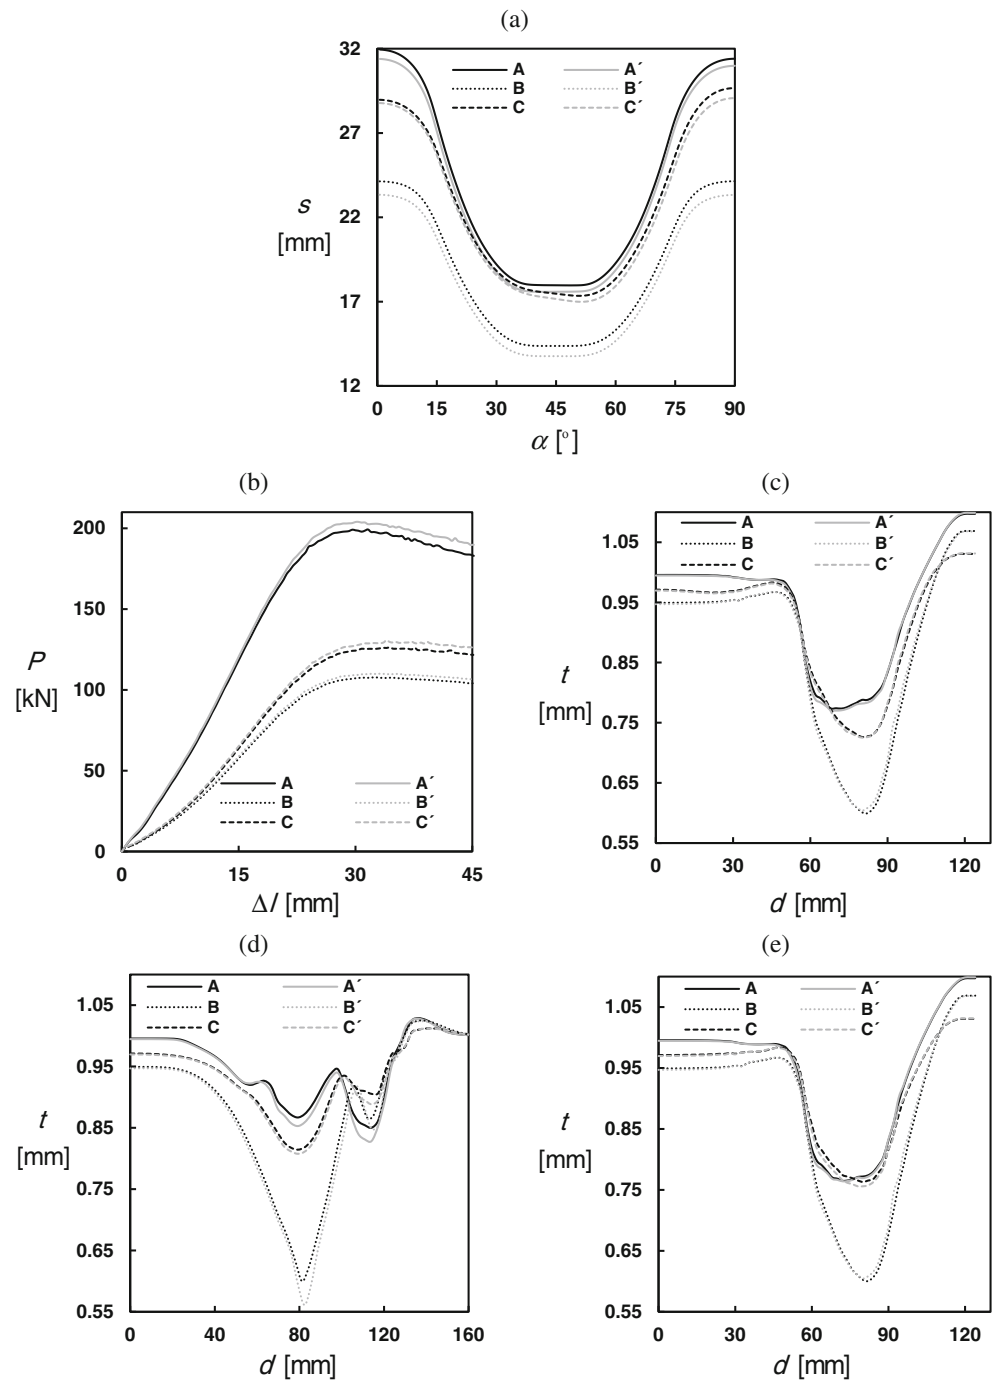 (a)
32
27
22
17
12
s
[mm]
A A´
B B´
C C´
0 15 30 45 60 75 90
α [°]
(b)
200
150
100
50
0
P
[kN]
A A´
B B´
C C´
0 15 30 45
Δl [mm]
(c)
1.05
0.95
0.85
0.75
0.65
0.55
t
[mm]
A A´
B B´
C C´
0 30 60 90 120
d [mm]
(d)
1.05
0.95
0.85
0.75
0.65
0.55
t
[mm]
A A´
B B´
C C´
0 40 80 120 160
d [mm]
(e)
1.05
0.95
0.85
0.75
0.65
0.55
t
[mm]
A A´
B B´
C C´
0 30 60 90 120
d [mm]